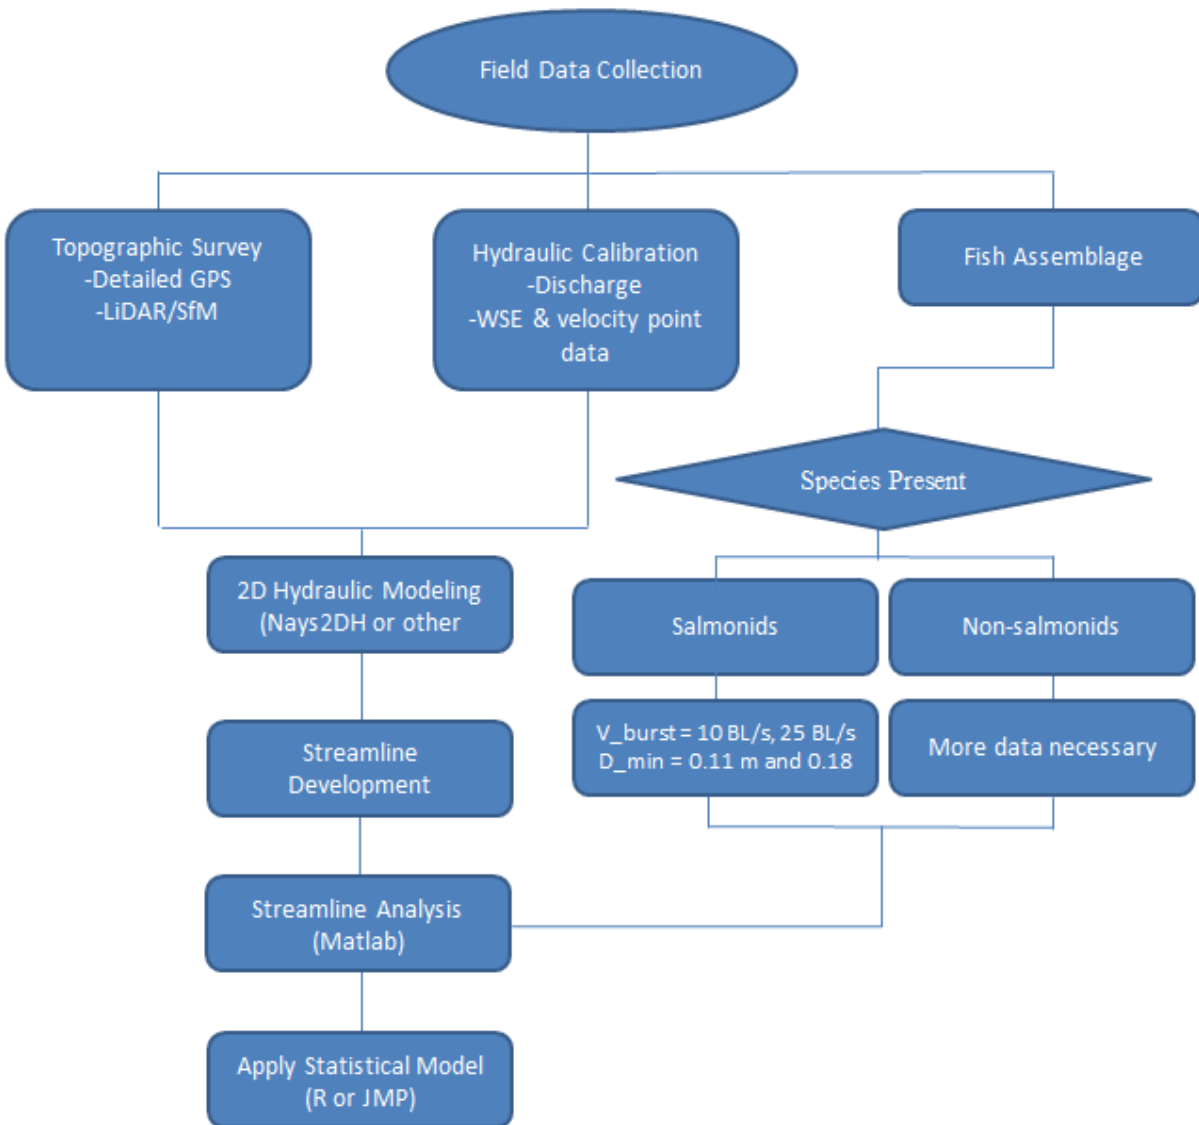 Field Data Collection
Topographic Survey
-Detailed GPS
-LiDAR/SfM
Hydraulic Calibration
-Discharge
-WSE & velocity point
data
Fish Assemblage
Species Present
2D Hydraulic Modeling
(Nays2DH or other
Salmonids
Non-salmonids
V_burst = 10 BL/s, 25 BL/s
D_min = 0.11 m and 0.18
More data necessary
Streamline
Development
Streamline Analysis
(Matlab)
Apply Statistical Model
(R or JMP)